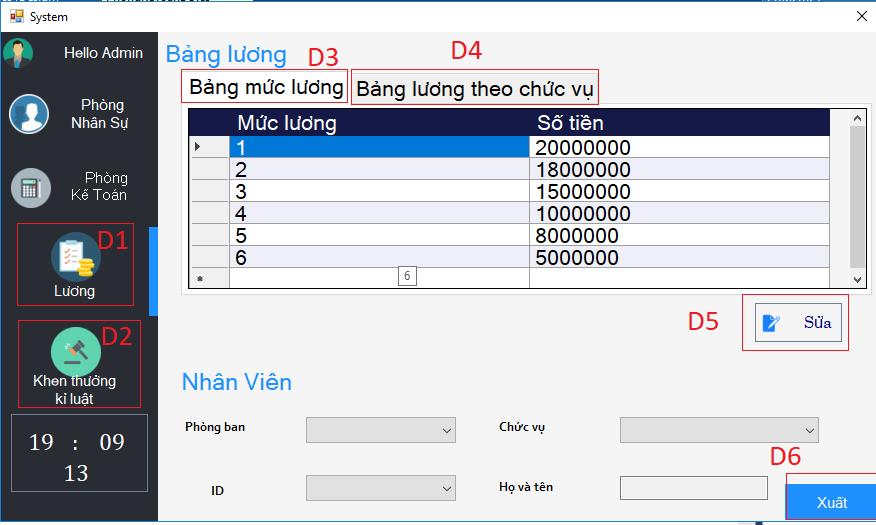 System
Hello Admin
Phòng
Nhân Sự
Phòng
Kế Toán
D1
Lương
D2
Khen thưởng
kỉ luật
19 : 09
13
Bảng lương
D3
D4
Bảng mức lương
Bảng lương theo chức vụ
Mức lương Số tiền
1 20000000
2 18000000
3 15000000
4 10000000
5 8000000
6 5000000
6
D5
Sửa
Nhân Viên
Phòng ban
Chức vụ
D6
ID
Họ và tên
Xuất